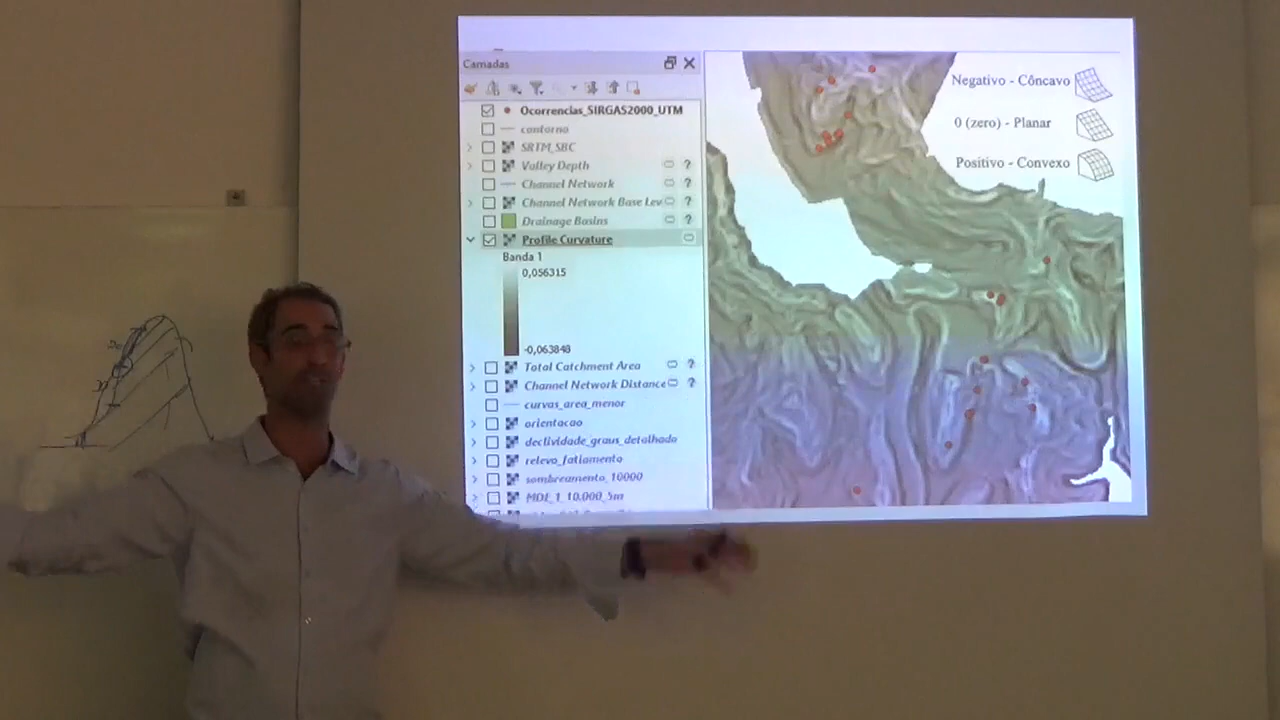 Camadas
Ocorrencias_SIRGAS2000_UTM
contorno
SRTM_SBC
Valley Depth
Channel Network
Channel Network Base Lev
Drainage Basins
Profile Curvature
Banda 1
0,056315
-0,063848
Total Catchment Area
Channel Network Distance
curvas_area_menor
orientacao
declividade_graus_detalhado
relevo_fatiamento
sombreamento_10000
MDE_1_10.000_5m
Negativo - Côncavo
0 (zero) - Planar
Positivo - Convexo